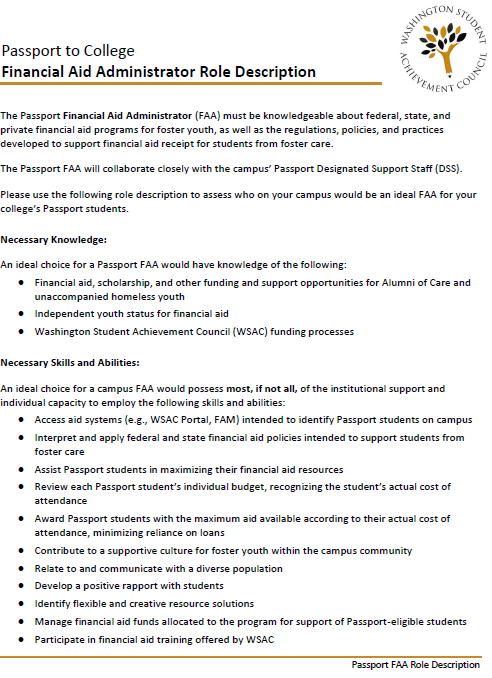 WASHINGTON STUDENT
ACHIEVEMENT COUNCIL
Passport to College
Financial Aid Administrator Role Description
The Passport Financial Aid Administrator (FAA) must be knowledgeable about federal, state, and
private financial aid programs for foster youth, as well as the regulations, policies, and practices
developed to support financial aid receipt for students from foster care.
The Passport FAA will collaborate closely with the campus' Passport Designated Support Staff (DSS).
Please use the following role description to assess who on your campus would be an ideal FAA for your
college's Passport students.
Necessary Knowledge:
An ideal choice for a Passport FAA would have knowledge of the following:
● Financial aid, scholarship, and other funding and support opportunities for Alumni of Care and
unaccompanied homeless youth
● Independent youth status for financial aid
● Washington Student Achievement Council (WSAC) funding processes
Necessary Skills and Abilities:
An ideal choice for a campus FAA would possess most, if not all, of the institutional support and
individual capacity to employ the following skills and abilities:
● Access aid systems (e.g., WSAC Portal, FAM) intended to identify Passport students on campus
● Interpret and apply federal and state financial aid policies intended to support students from
foster care
● Assist Passport students in maximizing their financial aid resources
● Review each Passport student's individual budget, recognizing the student's actual cost of
attendance
● Award Passport students with the maximum aid available according to their actual cost of
attendance, minimizing reliance on loans
● Contribute to a supportive culture for foster youth within the campus community
● Relate to and communicate with a diverse population
● Develop a positive rapport with students
● Identify flexible and creative resource solutions
● Manage financial aid funds allocated to the program for support of Passport-eligible students
● Participate in financial aid training offered by WSAC
Passport FAA Role Description